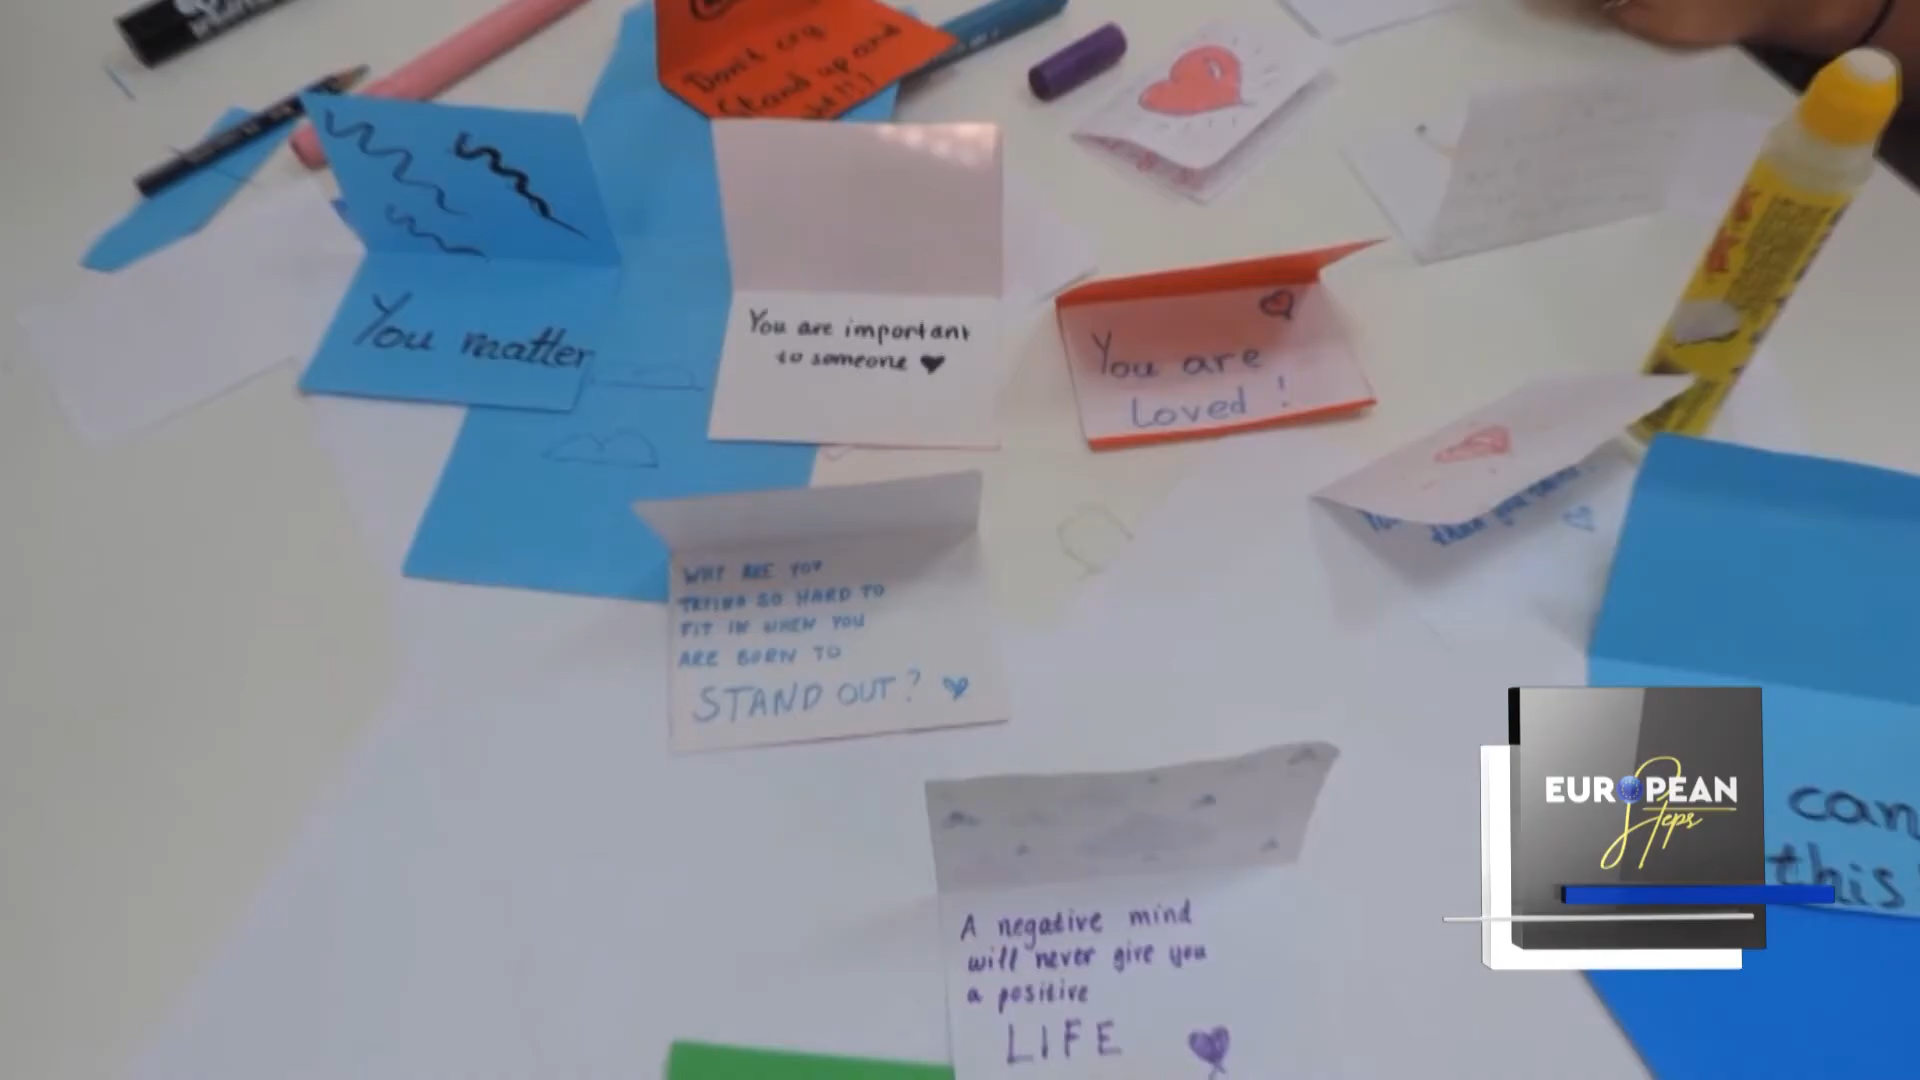 Don't cry
Stand up and
You matter
You are important
to someone
You are
Loved!
WHY ARE YOU
TRYING SO HARD TO
FIT IN WHEN YOU
ARE BORN TO
STAND OUT?
A negative mind
will never give you
a positive
LIFE
can
this
EUROPEAN
Steps